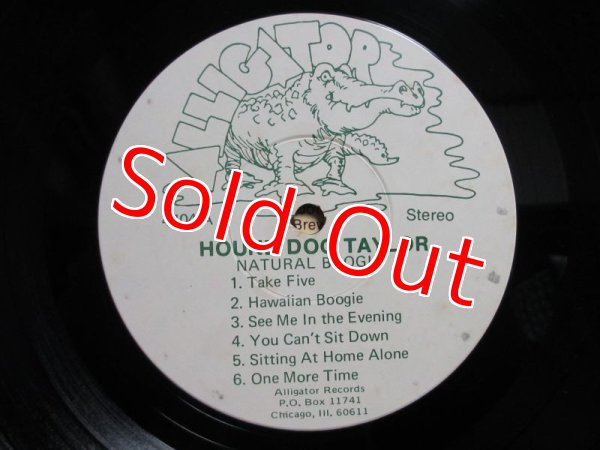 ALLIGATOR
Stereo
Sold Out
HOUND DOG TAYLOR
NATURAL BOOGIE
1. Take Five
2. Hawaiian Boogie
3. See Me In the Evening
4. You Can't Sit Down
5. Sitting At Home Alone
6. One More Time
Alligator Records
P.O. Box 11741
Chicago, Ill. 60611